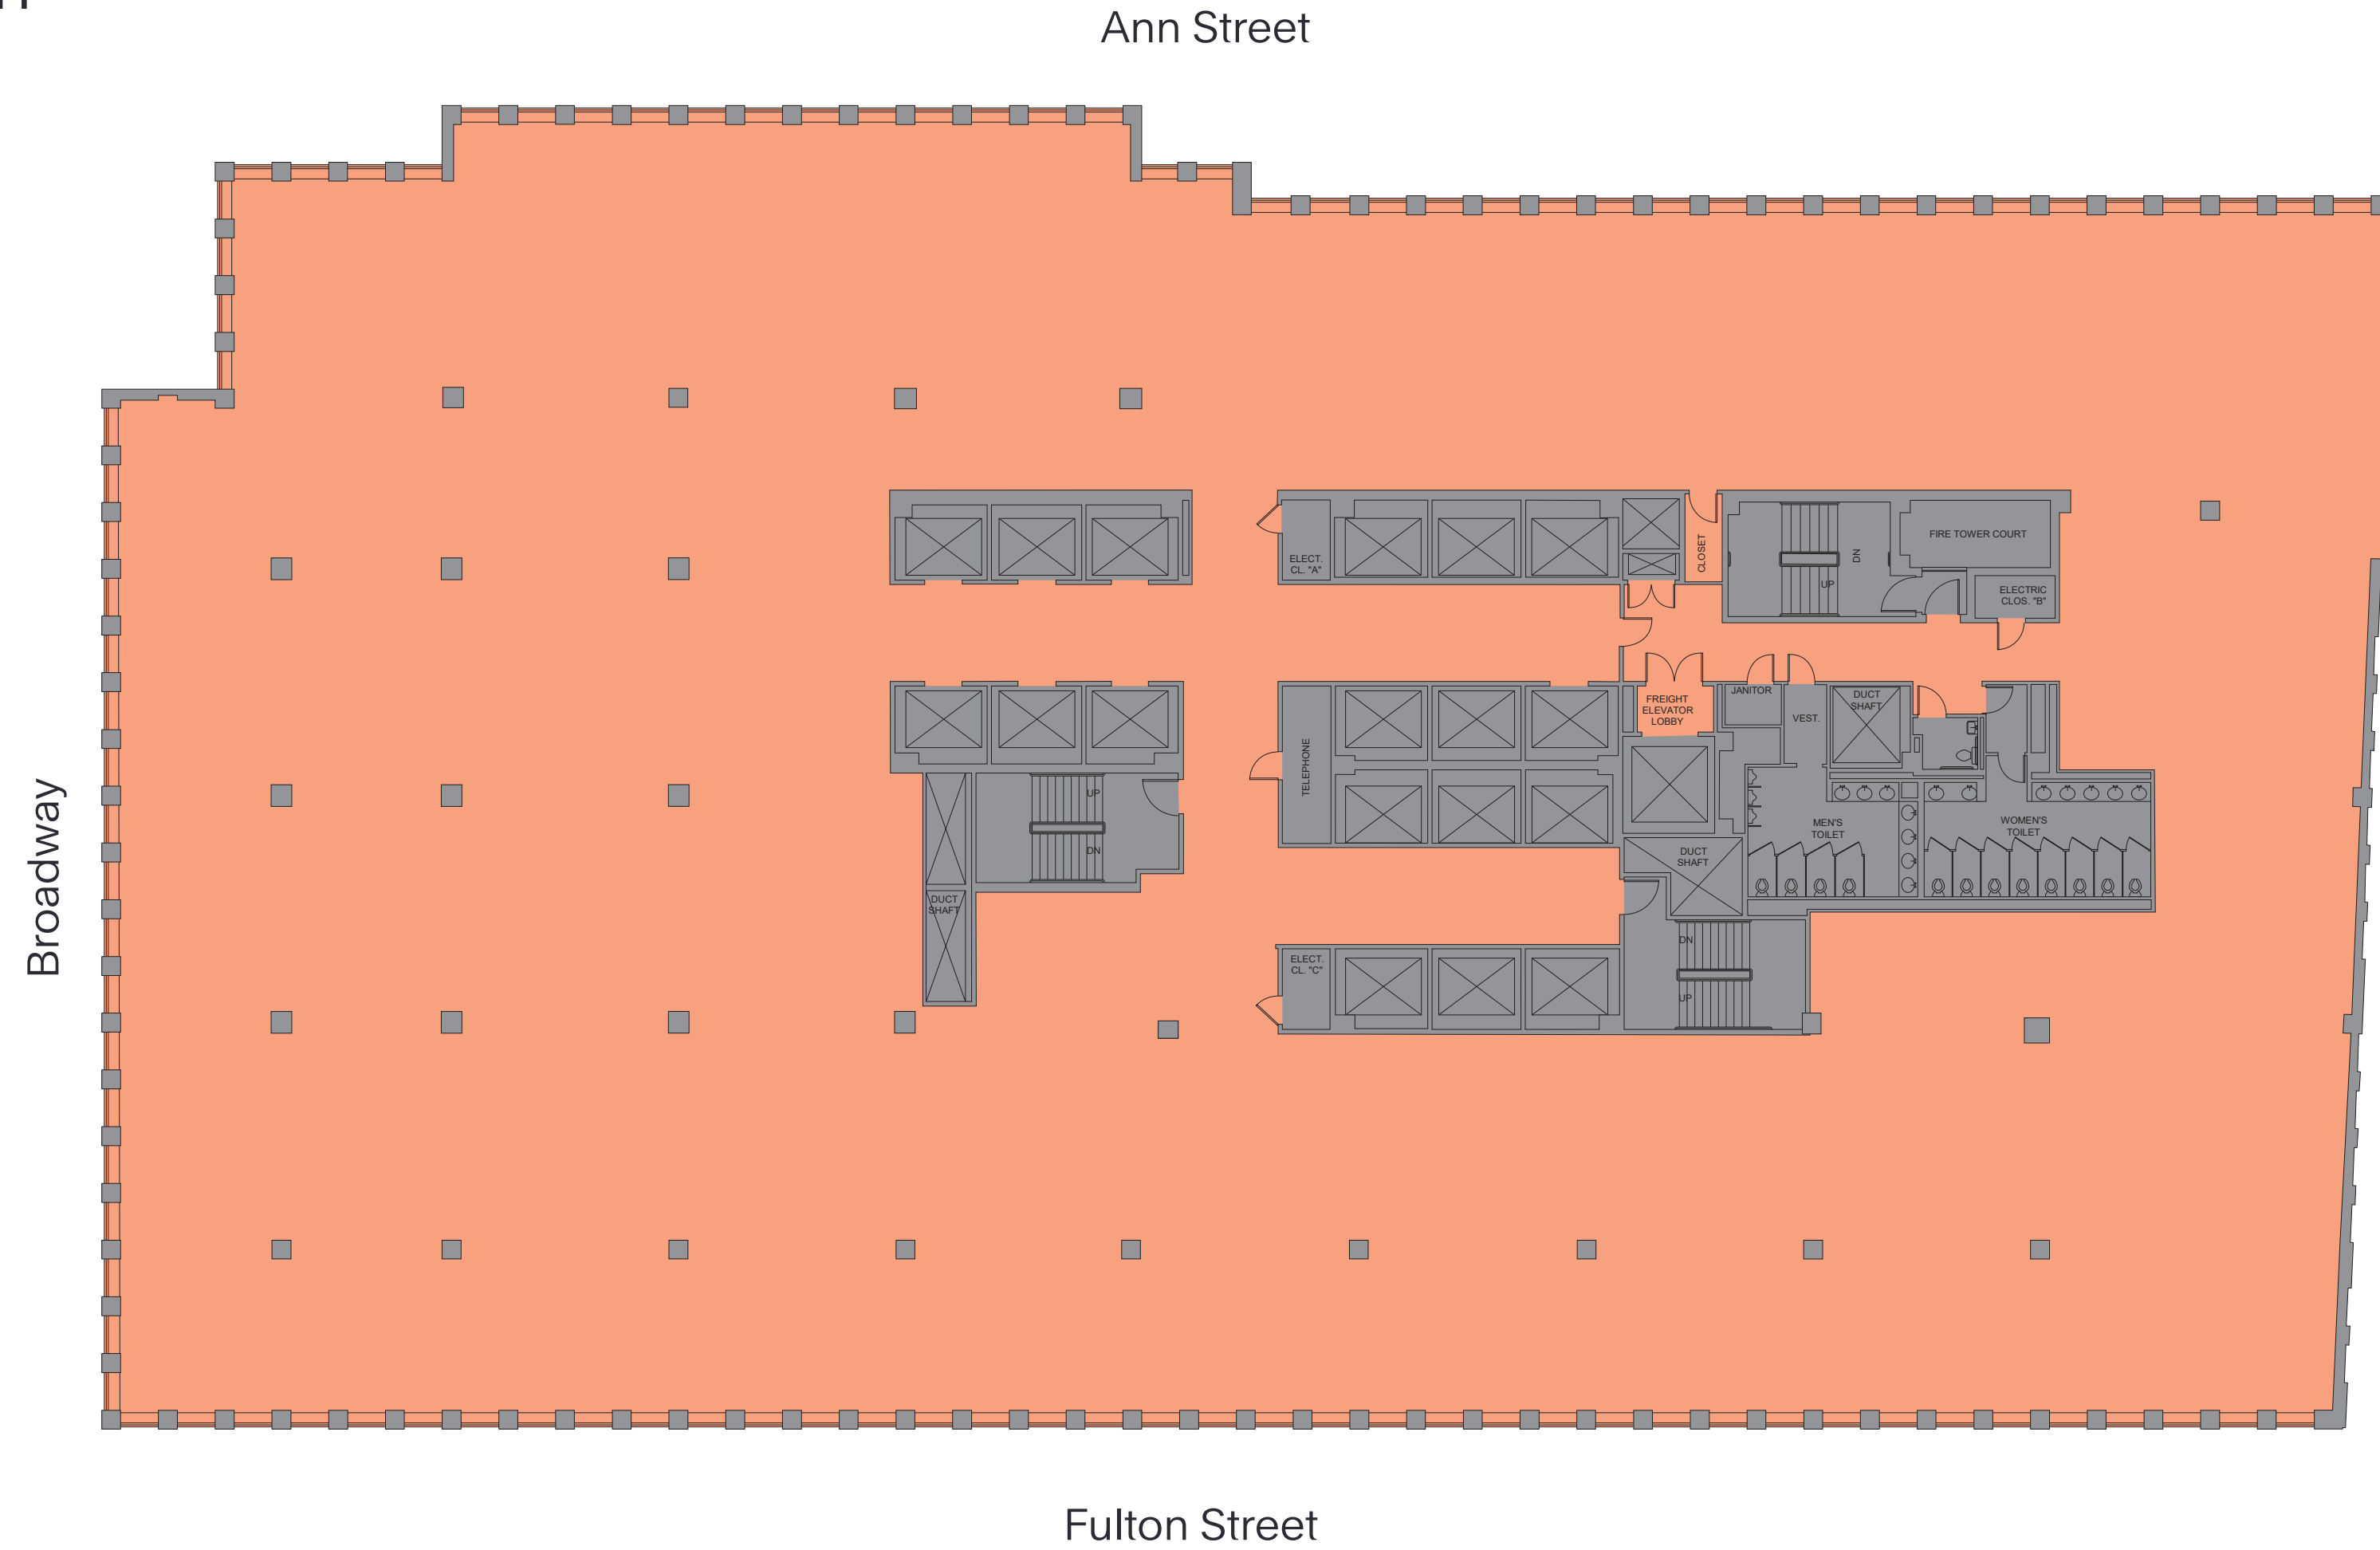 Ann Street
ELECT.
CL. "A"
CLOSET
DN
UP
FIRE TOWER COURT
ELECTRIC
CLOS. "B"
FREIGHT
ELEVATOR
LOBBY
JANITOR
VEST.
DUCT
SHAFT
TELEPHONE
UP
DN
DUCT
SHAFT
MEN'S
TOILET
WOMEN'S
TOILET
DUCT
SHAFT
DN
UP
ELECT.
CL. "C"
Broadway
Fulton Street